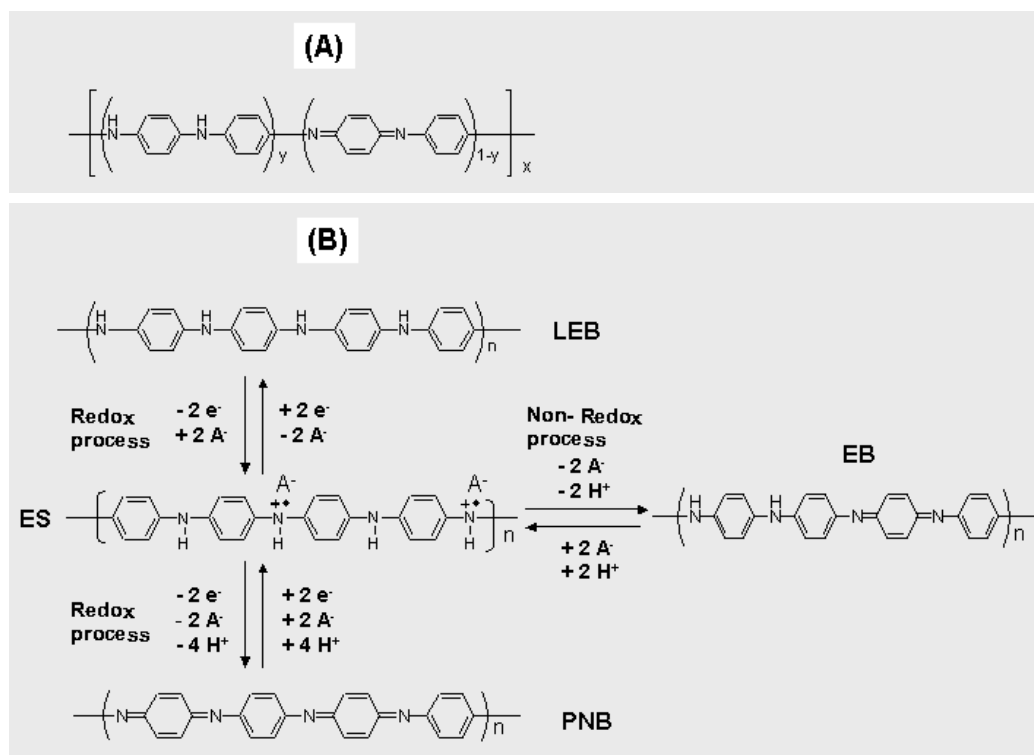 (A)
H H
N N N N
y 1-y x
(B)
H H H H
N N N N
n
LEB
Redox process
- 2 e-
+ 2 A-
+ 2 e-
- 2 A-
Non- Redox process
- 2 A-
- 2 H+
EB
ES
A- A-
+• +•
N N N N
H H H H
n
+ 2 A-
+ 2 H+
H H
N N N N
n
Redox process
- 2 e-
- 2 A-
- 4 H+
+ 2 e-
+ 2 A-
+ 4 H+
N N N N
n
PNB